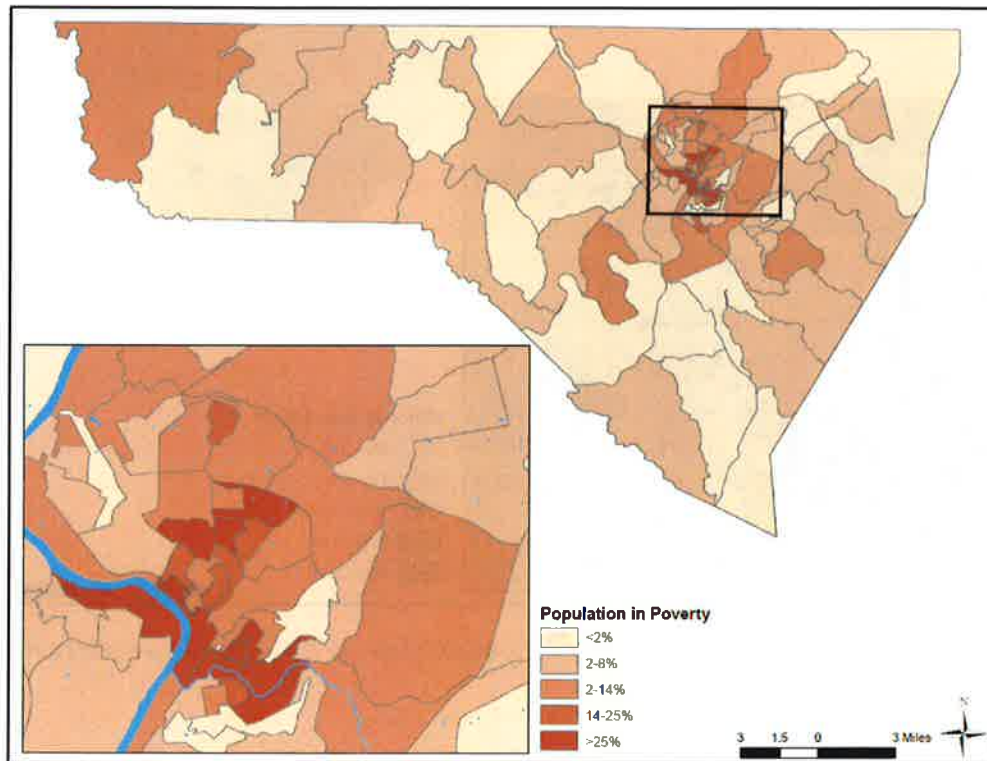 Population in Poverty
<2%
2-8%
2-14%
14-25%
>25%
N
3 1.5 0 3 Miles